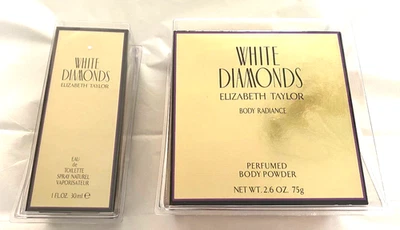 WHITE
DIAMONDS
ELIZABETH TAYLOR
EAU
de
TOILETTE
SPRAY NATUREL
VAPORISATEUR
1 FL.OZ. 30ml ℮
WHITE
DIAMONDS
ELIZABETH TAYLOR
BODY RADIANCE
PERFUMED
BODY POWDER
NET WT. 2.6 OZ. 75g